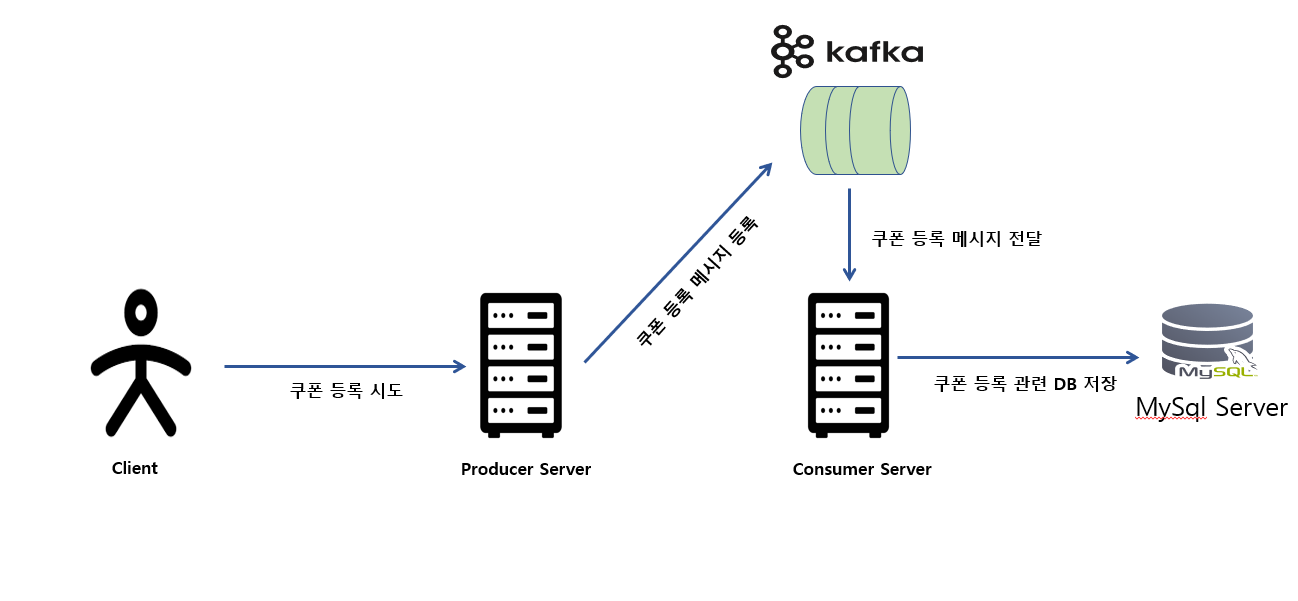 kafka
쿠폰 등록 메시지 등록
쿠폰 등록 메시지 전달
쿠폰 등록 시도
쿠폰 등록 관련 DB 저장
MySQL
MySql Server
Client
Producer Server
Consumer Server